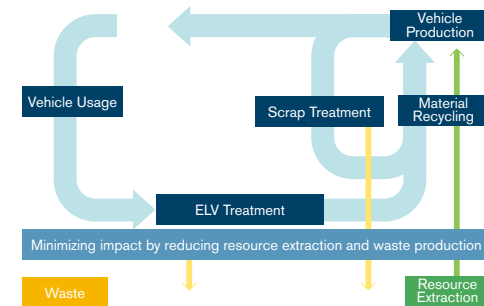 Vehicle
Production
Vehicle Usage
Scrap Treatment
Material
Recycling
ELV Treatment
Minimizing impact by reducing resource extraction and waste production
Waste
Resource
Extraction